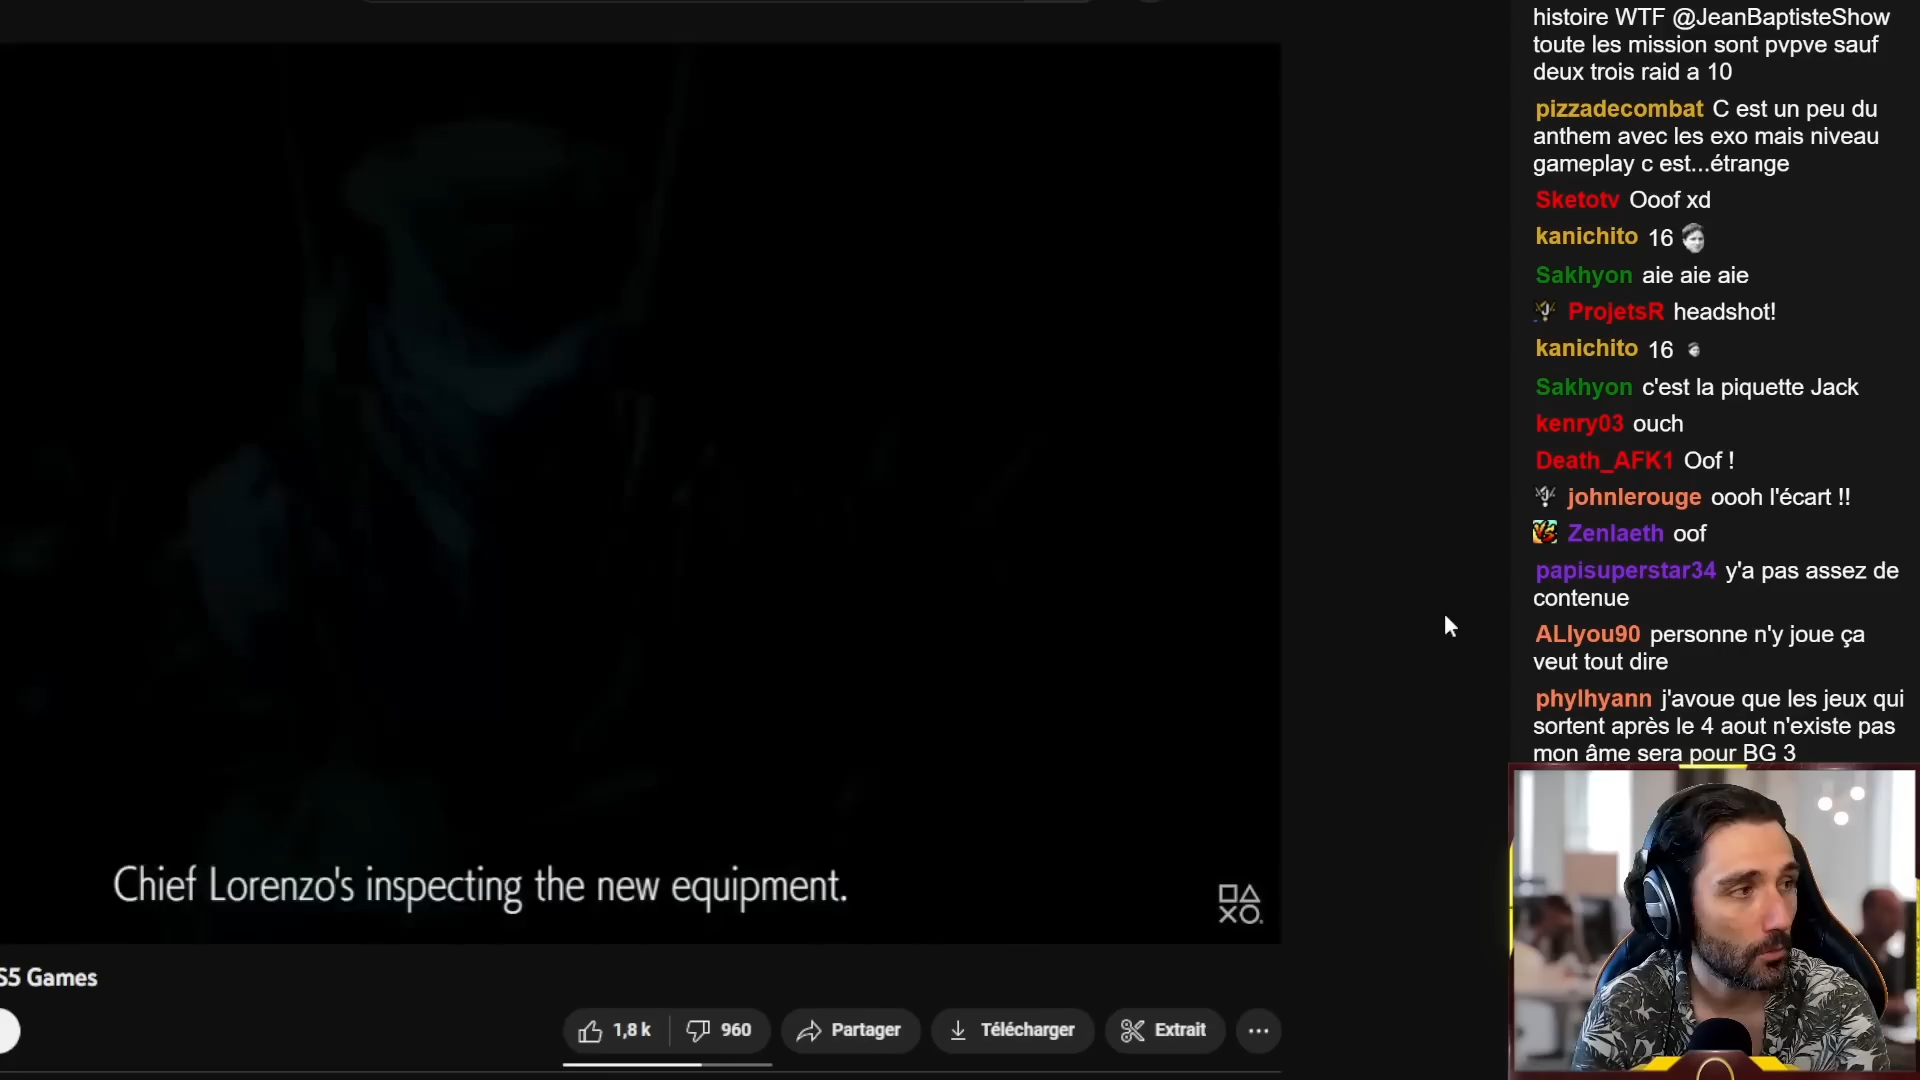 histoire WTF @JeanBaptisteShow
toute les mission sont pvpve sauf
deux trois raid a 10
pizzadecombat C est un peu du
anthem avec les exo mais niveau
gameplay c est...étrange
Sketotv Ooof xd
kanichito 16
Sakhyon aie aie aie
ProjetsR headshot!
kanichito 16
Sakhyon c'est la piquette Jack
kenry03 ouch
Death_AFK1 Oof !
johnlerouge oooh l'écart !!
Zenlaeth oof
papisuperstar34 y'a pas assez de
contenue
ALIyou90 personne n'y joue ça
veut tout dire
phylhyann j'avoue que les jeux qui
sortent après le 4 aout n'existe pas
mon âme sera pour BG 3
Chief Lorenzo's inspecting the new equipment.
S5 Games
1,8 k
960
Partager
Télécharger
Extrait